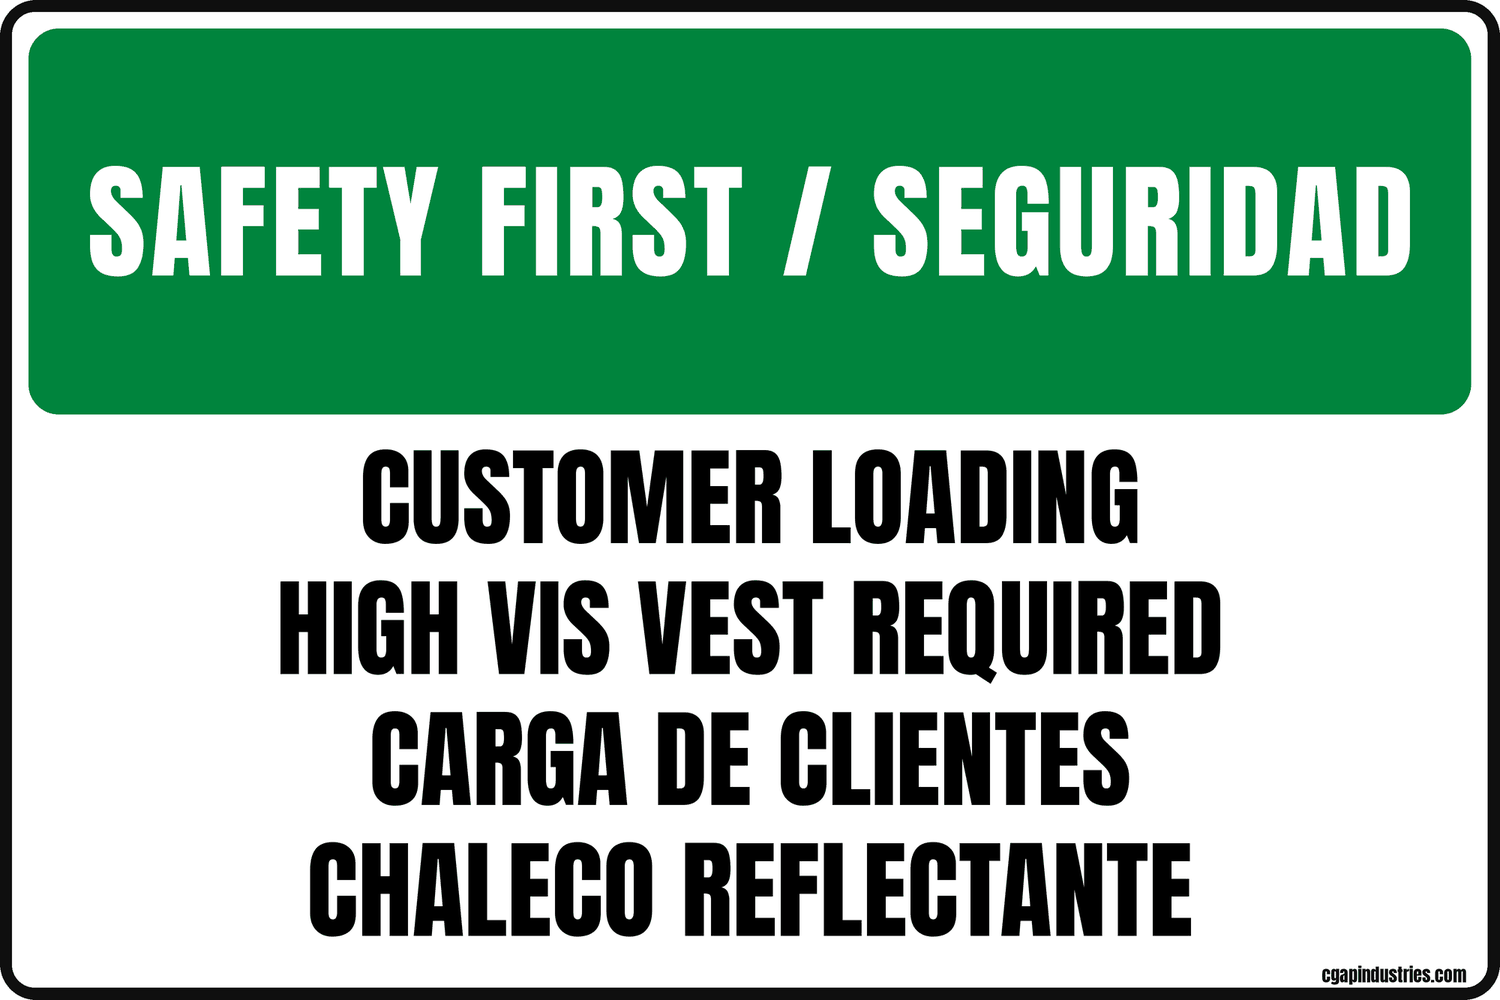 SAFETY FIRST / SEGURIDAD
CUSTOMER LOADING
HIGH VIS VEST REQUIRED
CARGA DE CLIENTES
CHALECO REFLECTANTE
cgapindustries.com